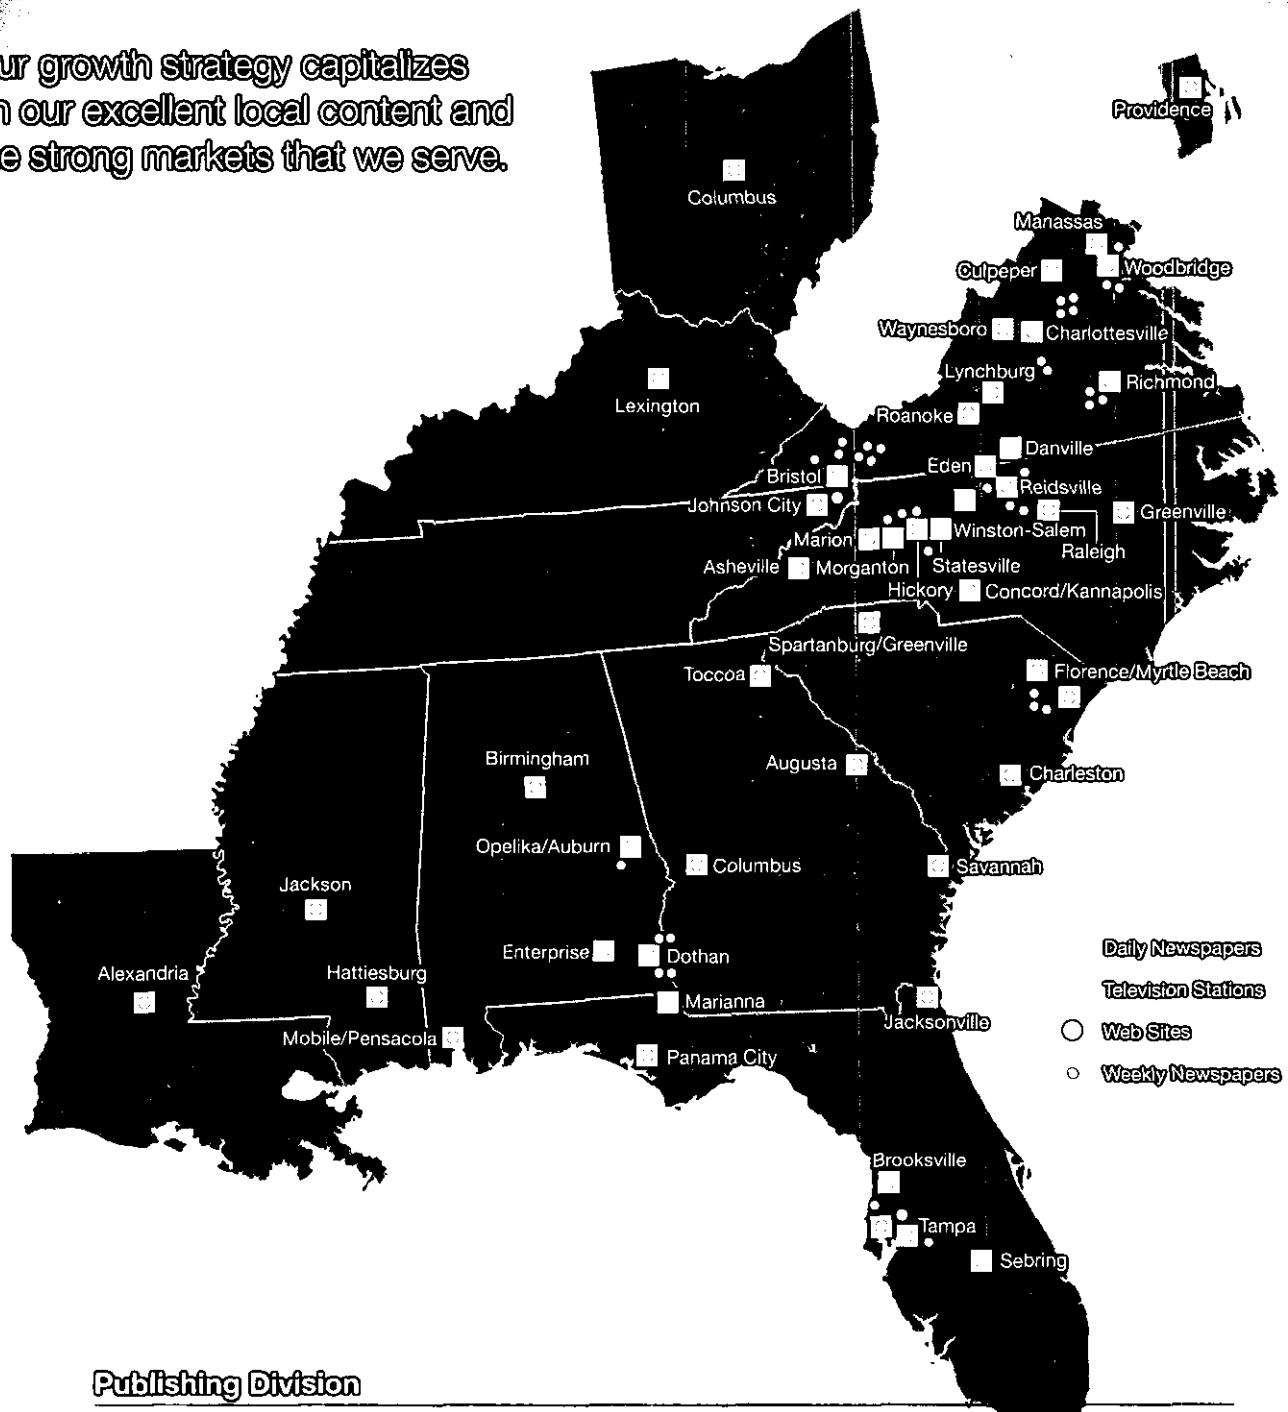 ur growth strategy capitalizes
n our excellent local content and
e strong markets that we serve.
Providence
Columbus
Manassas
Culpeper
Woodbridge
Waynesboro
Charlottesville
Lynchburg
Richmond
Lexington
Roanoke
Danville
Eden
Bristol
Reidsville
Johnson City
Greenville
Winston-Salem
Marion
Raleigh
Asheville
Morganton
Statesville
Hickory
Concord/Kannapolis
Spartanburg/Greenville
Toccoa
Florence/Myrtle Beach
Birmingham
Augusta
Charleston
Opelika/Auburn
Columbus
Savannah
Jackson
Enterprise
Dothan
Daily Newspapers
Alexandria
Hattiesburg
Television Stations
Marianna
Jacksonville
Web Sites
Mobile/Pensacola
Panama City
Weekly Newspapers
Brooksville
Tampa
Sebring
Publishing Division